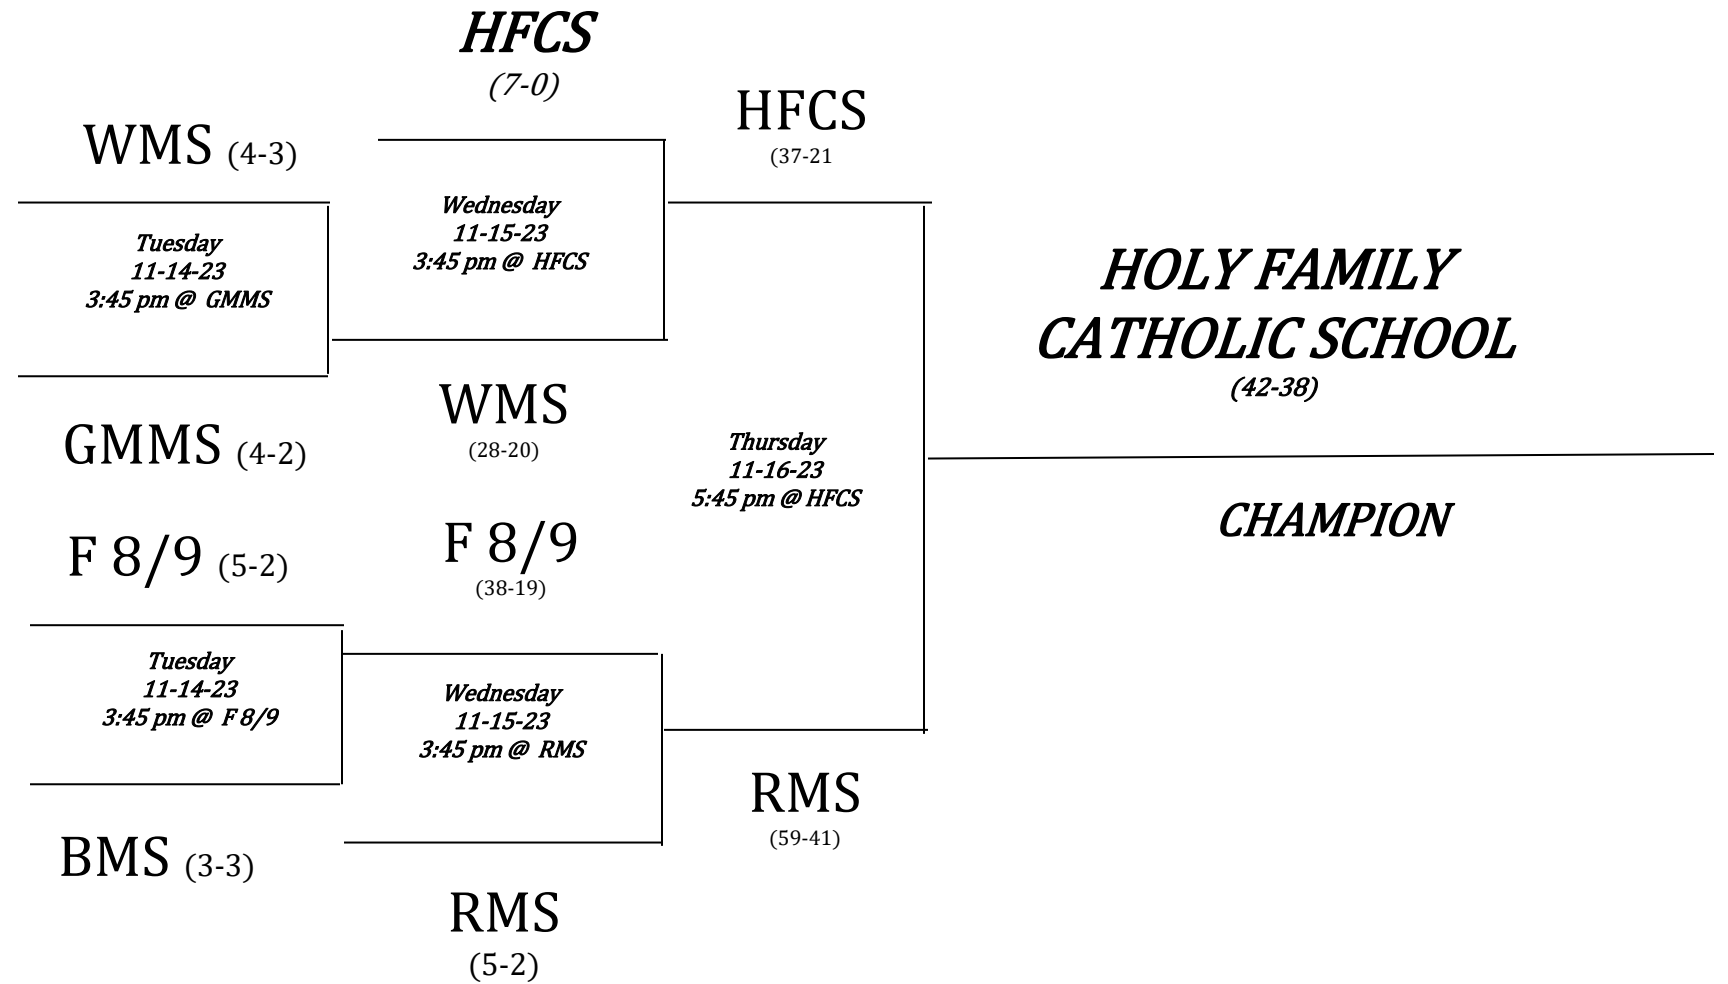 HFCS
(7-0)
HFCS
(37-21
WMS (4-3)
Wednesday
11-15-23
3:45 pm @ HFCS
Tuesday
11-14-23
3:45 pm @ GMMS
HOLY FAMILY
CATHOLIC SCHOOL
(42-38)
WMS
(28-20)
GMMS (4-2)
Thursday
11-16-23
5:45 pm @ HFCS
CHAMPION
F 8/9 (5-2)
F 8/9
(38-19)
Tuesday
11-14-23
3:45 pm @ F 8/9
Wednesday
11-15-23
3:45 pm @ RMS
RMS
(59-41)
BMS (3-3)
RMS
(5-2)